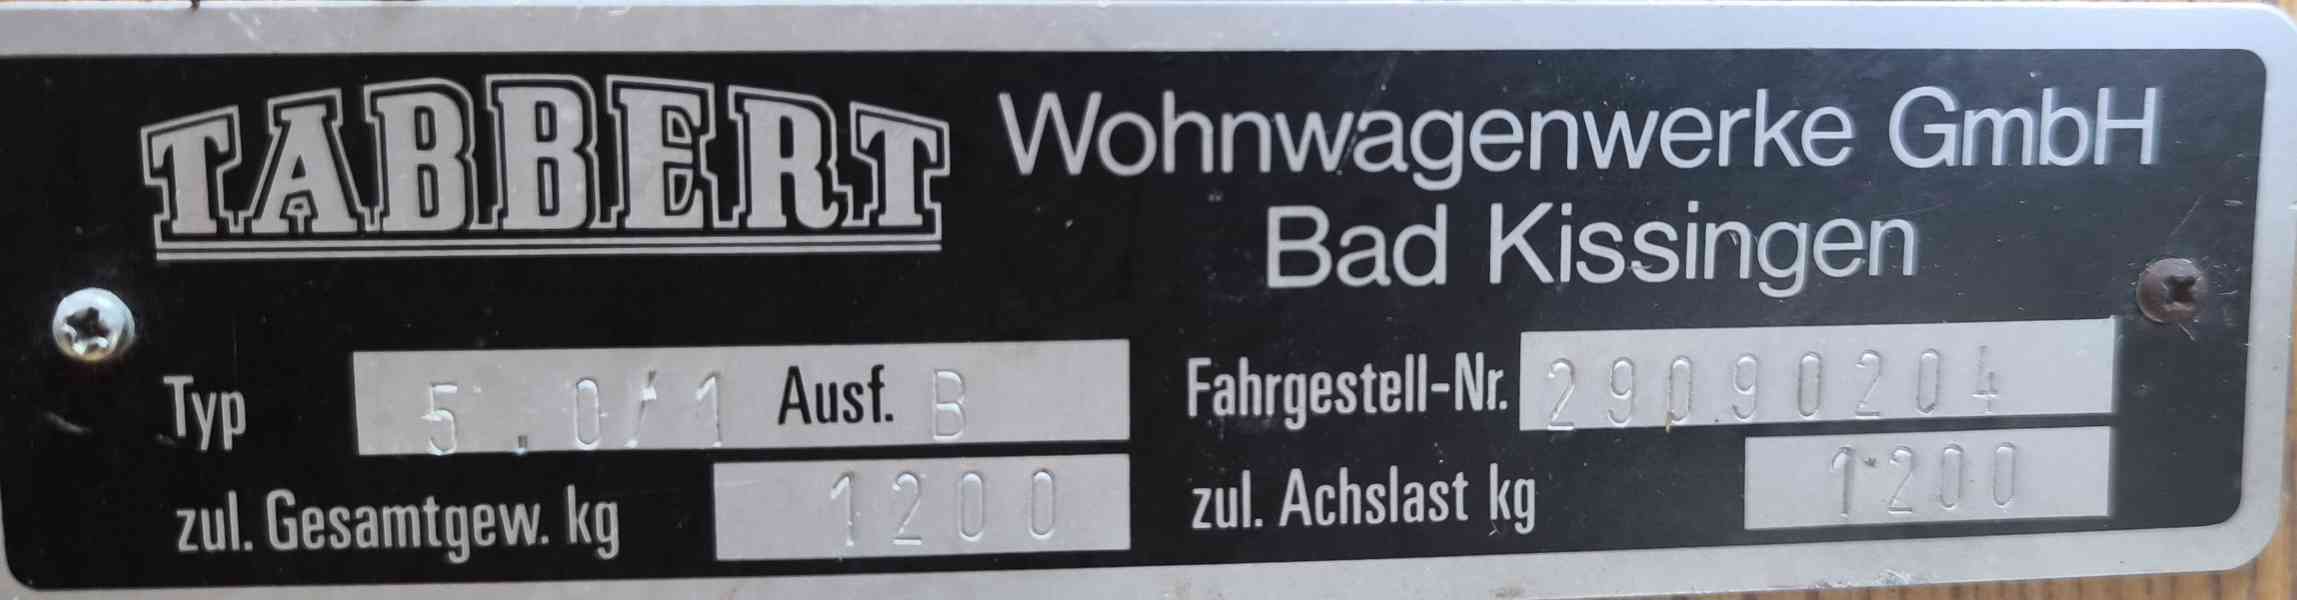 TABBERT Wohnwagenwerke GmbH
Bad Kissingen
Typ 5.0/1 Ausf. B Fahrgestell-Nr. 29090204
zul. Gesamtgew. kg 1200 zul. Achslast kg 1200